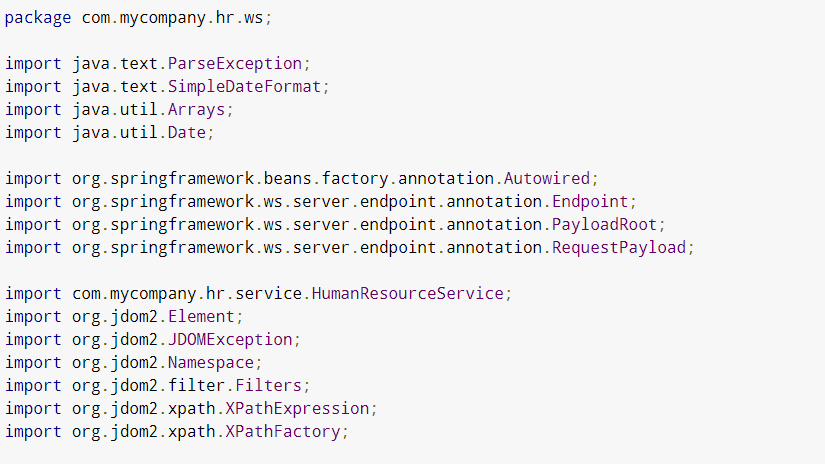 package com.mycompany.hr.ws;
import java.text.ParseException;
import java.text.SimpleDateFormat;
import java.util.Arrays;
import java.util.Date;
import org.springframework.beans.factory.annotation.Autowired;
import org.springframework.ws.server.endpoint.annotation.Endpoint;
import org.springframework.ws.server.endpoint.annotation.PayloadRoot;
import org.springframework.ws.server.endpoint.annotation.RequestPayload;
import com.mycompany.hr.service.HumanResourceService;
import org.jdom2.Element;
import org.jdom2.JDOMException;
import org.jdom2.Namespace;
import org.jdom2.filter.Filters;
import org.jdom2.xpath.XPathExpression;
import org.jdom2.xpath.XPathFactory;